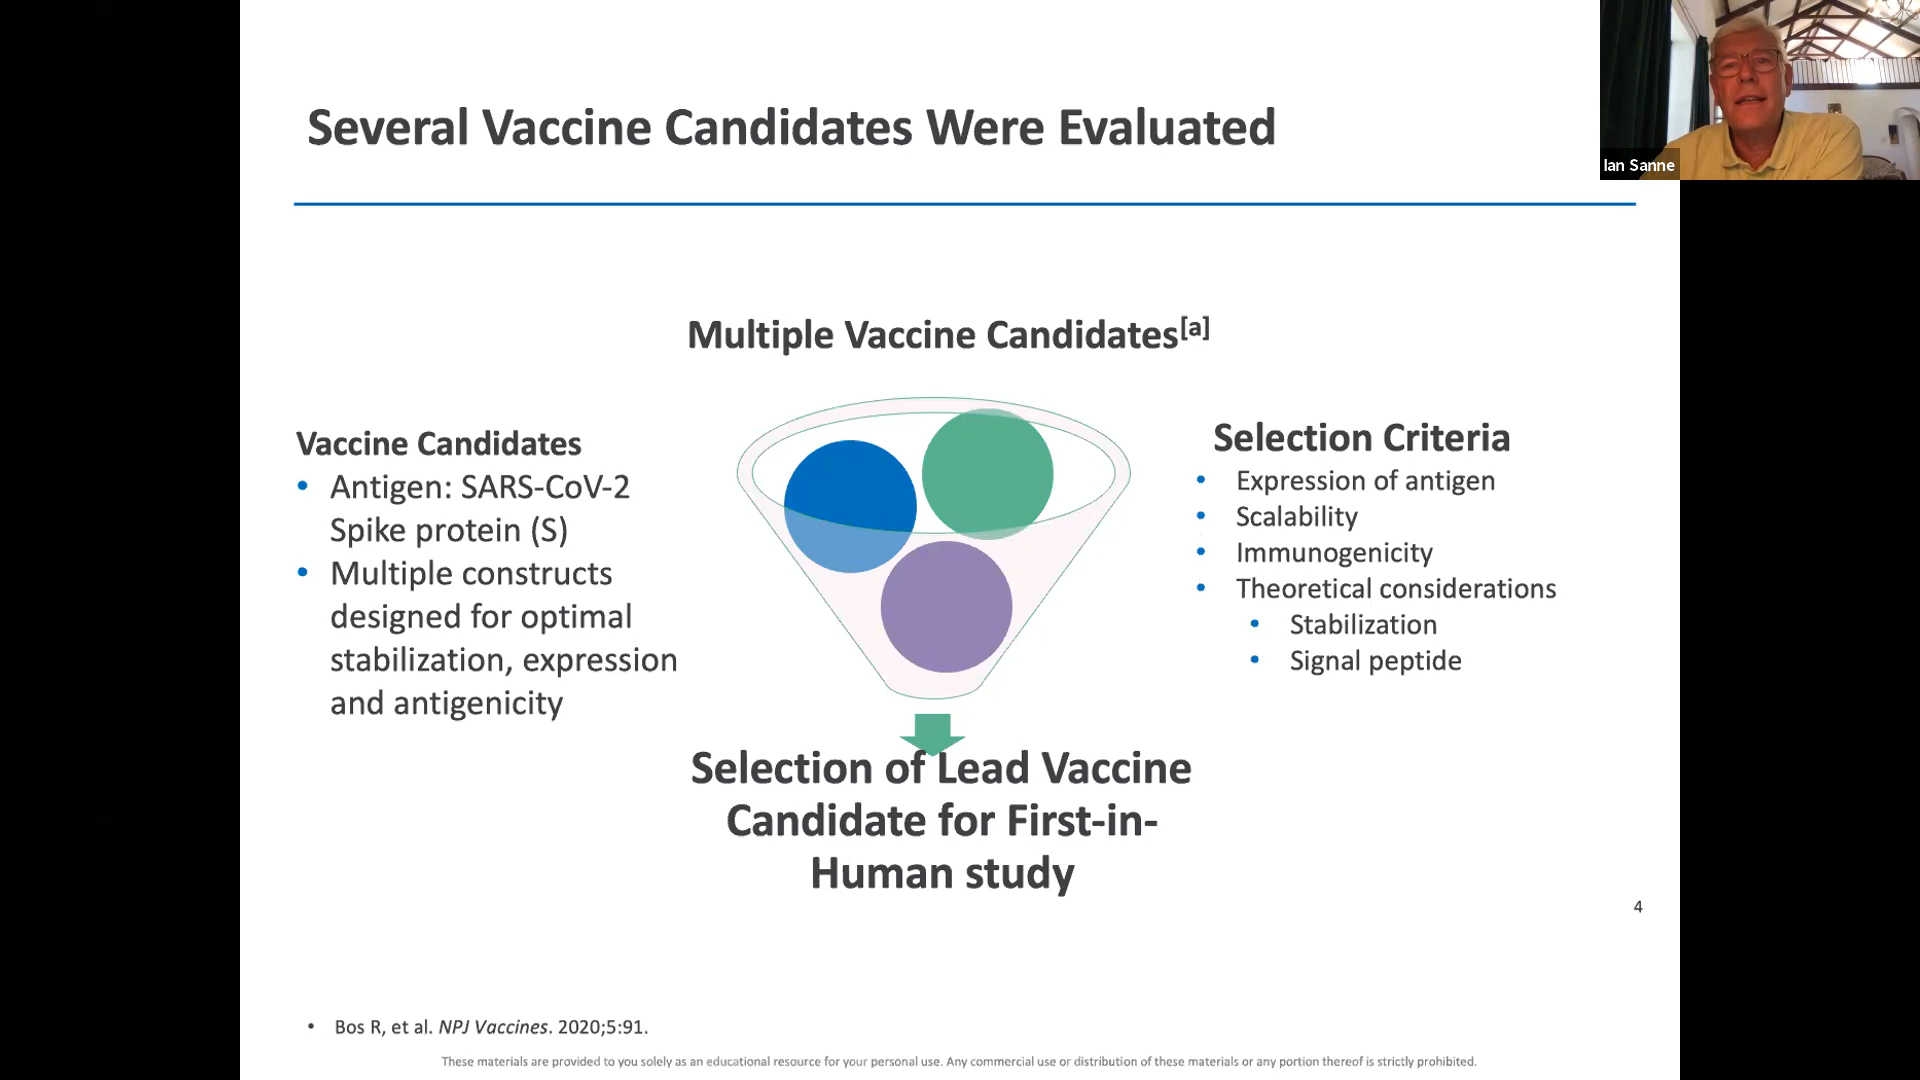 Several Vaccine Candidates Were Evaluated
Ian Sanne
Multiple Vaccine Candidates[a]
Vaccine Candidates
• Antigen: SARS-CoV-2
Spike protein (S)
• Multiple constructs
designed for optimal
stabilization, expression
and antigenicity
Selection Criteria
• Expression of antigen
• Scalability
• Immunogenicity
• Theoretical considerations
• Stabilization
• Signal peptide
Selection of Lead Vaccine
Candidate for First-in-
Human study
4
• Bos R, et al. NPJ Vaccines. 2020;5:91.
These materials are provided to you solely as an educational resource for your personal use. Any commercial use or distribution of these materials or any portion thereof is strictly prohibited.